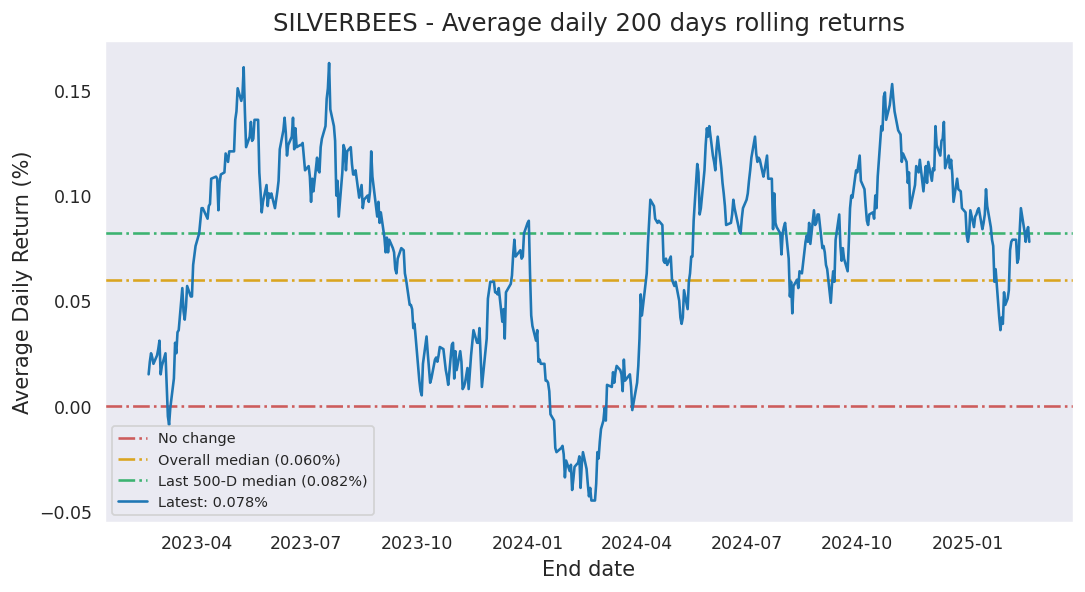 SILVERBEES - Average daily 200 days rolling returns
Average Daily Return (%)
0.15
0.10
0.05
0.00
−0.05
No change
Overall median (0.060%)
Last 500-D median (0.082%)
Latest: 0.078%
2023-04 2023-07 2023-10 2024-01 2024-04 2024-07 2024-10 2025-01
End date